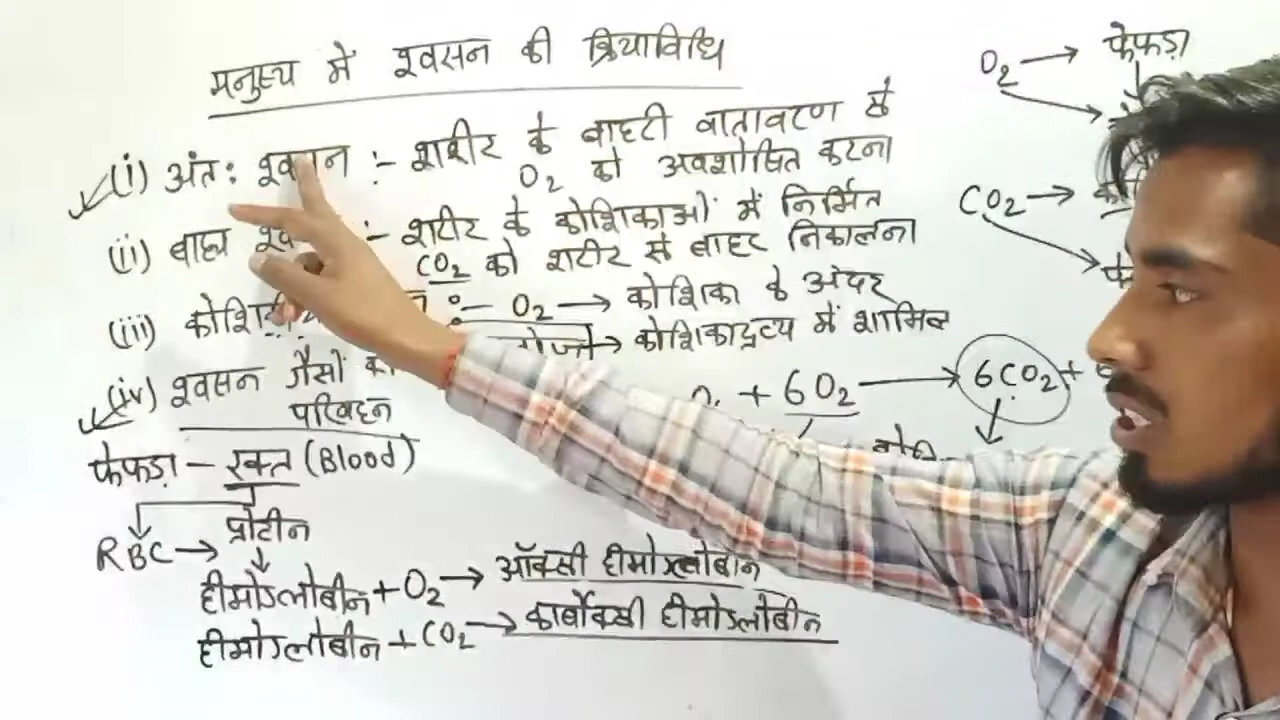 मनुष्य में श्वसन की क्रियाविधि
(i) अंतः श्वसन :- शरीर के बाहरी वातावरण से
O₂ को अवशोषित करना
(ii) बाह्य :- शरीर के कोशिकाओं में निर्मित
CO₂ को शरीर से बाहर निकालना
(iii) :- O₂ → कोशिका के अंदर
→ कोशिकाद्रव्य में शामिल
+ 6O₂ → 6CO₂ +
(iv) श्वसन गैसों का
परिवहन
फेफड़ा - रक्त (Blood)
प्रोटीन
RBC →
हीमोग्लोबीन + O₂ → ऑक्सी हीमोग्लोबीन
हीमोग्लोबीन + CO₂ → कार्बोक्सी हीमोग्लोबीन
O₂ → फेफड़ा
CO₂ →